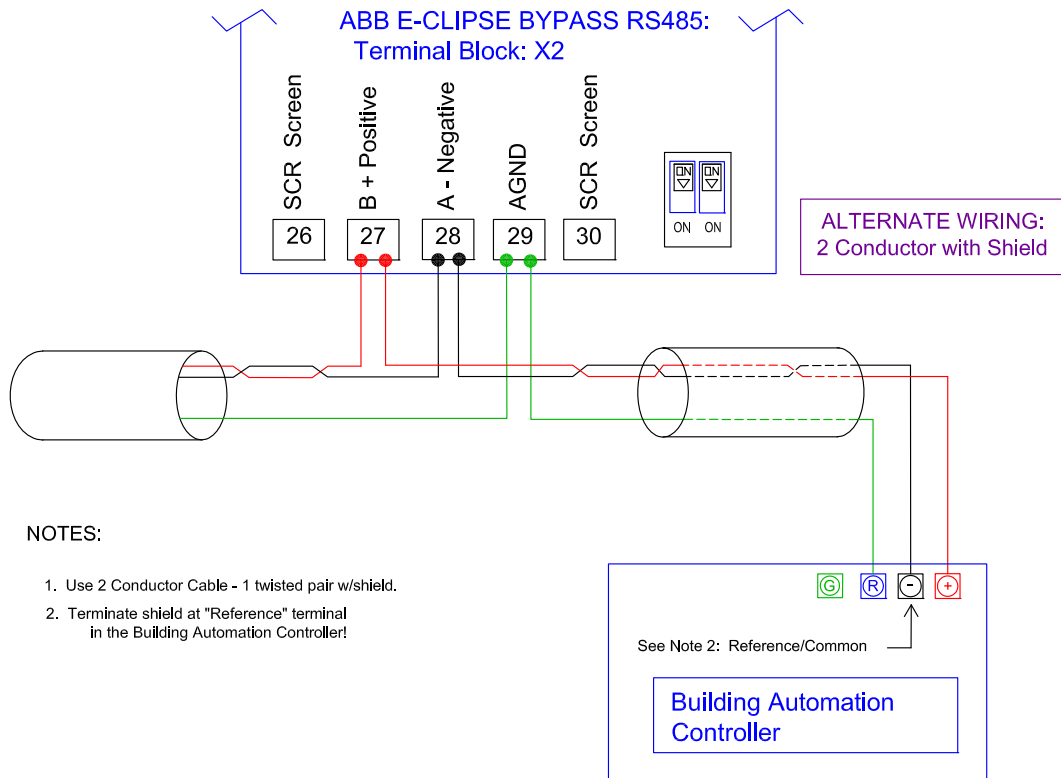 ABB E-CLIPSE BYPASS RS485:
Terminal Block: X2
SCR Screen
B + Positive
A - Negative
AGND
SCR Screen
26
27
28
29
30
ON
ON
ON
ON
ALTERNATE WIRING:
2 Conductor with Shield
NOTES:
1. Use 2 Conductor Cable - 1 twisted pair w/shield.
2. Terminate shield at "Reference" terminal
in the Building Automation Controller!
G
R
-
+
See Note 2: Reference/Common
Building Automation
Controller